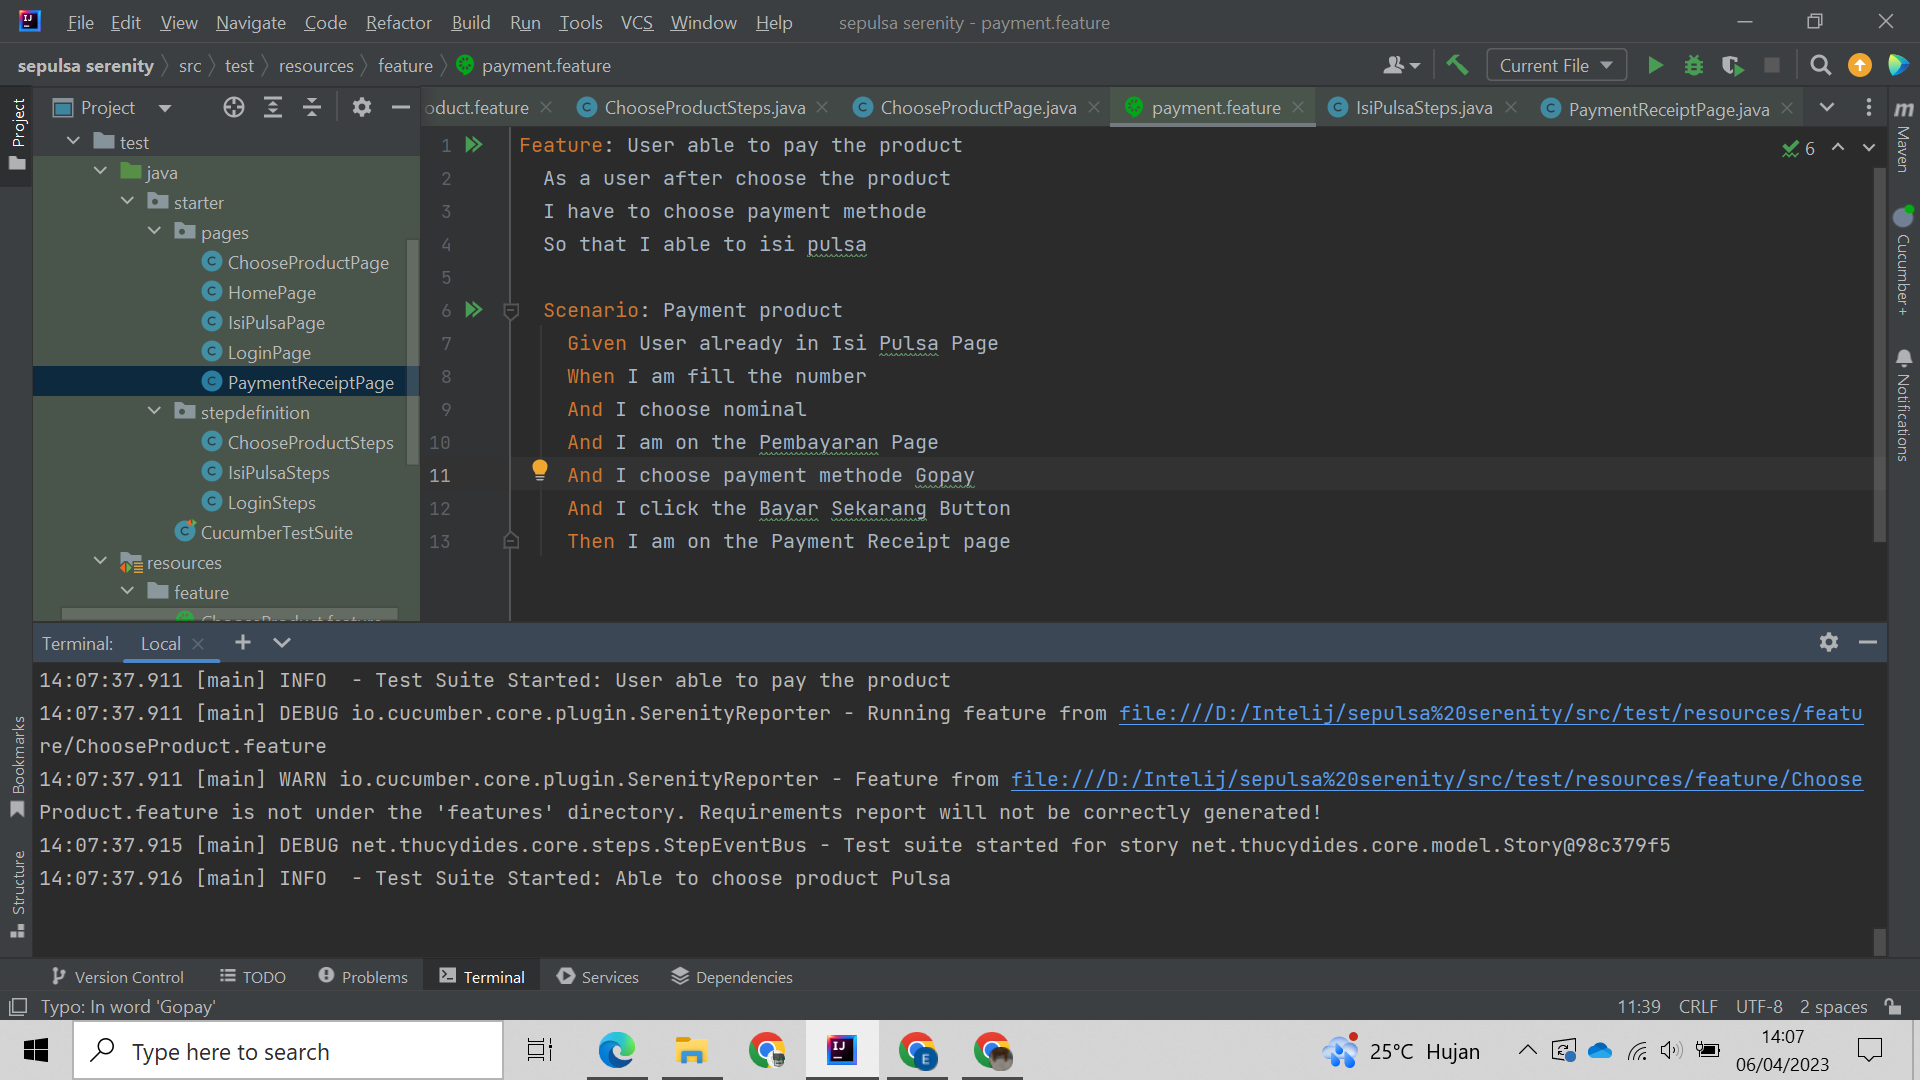 File Edit View Navigate Code Refactor Build Run Tools VCS Window Help sepulsa serenity - payment.feature
sepulsa serenity src test resources feature payment.feature Current File
Project oduct.feature ChooseProductSteps.java ChooseProductPage.java payment.feature IsiPulsaSteps.java PaymentReceiptPage.java
Project
test
java
starter
pages
ChooseProductPage
HomePage
IsiPulsaPage
LoginPage
PaymentReceiptPage
stepdefinition
ChooseProductSteps
IsiPulsaSteps
LoginSteps
CucumberTestSuite
resources
feature
ChooseProduct.feature
1 Feature: User able to pay the product
2 As a user after choose the product
3 I have to choose payment methode
4 So that I able to isi pulsa
5
6 Scenario: Payment product
7 Given User already in Isi Pulsa Page
8 When I am fill the number
9 And I choose nominal
10 And I am on the Pembayaran Page
11 And I choose payment methode Gopay
12 And I click the Bayar Sekarang Button
13 Then I am on the Payment Receipt page
6
m Maven
Cucumber+
Notifications
Terminal: Local
14:07:37.911 [main] INFO  - Test Suite Started: User able to pay the product
14:07:37.911 [main] DEBUG io.cucumber.core.plugin.SerenityReporter - Running feature from file:///D:/Intelij/sepulsa%20serenity/src/test/resources/featu
re/ChooseProduct.feature
14:07:37.911 [main] WARN io.cucumber.core.plugin.SerenityReporter - Feature from file:///D:/Intelij/sepulsa%20serenity/src/test/resources/feature/Choose
Product.feature is not under the 'features' directory. Requirements report will not be correctly generated!
14:07:37.915 [main] DEBUG net.thucydides.core.steps.StepEventBus - Test suite started for story net.thucydides.core.model.Story@98c379f5
14:07:37.916 [main] INFO  - Test Suite Started: Able to choose product Pulsa
Bookmarks
Structure
Version Control TODO Problems Terminal Services Dependencies
Typo: In word 'Gopay' 11:39 CRLF UTF-8 2 spaces
Type here to search
IJ
E
25°C Hujan
14:07
06/04/2023